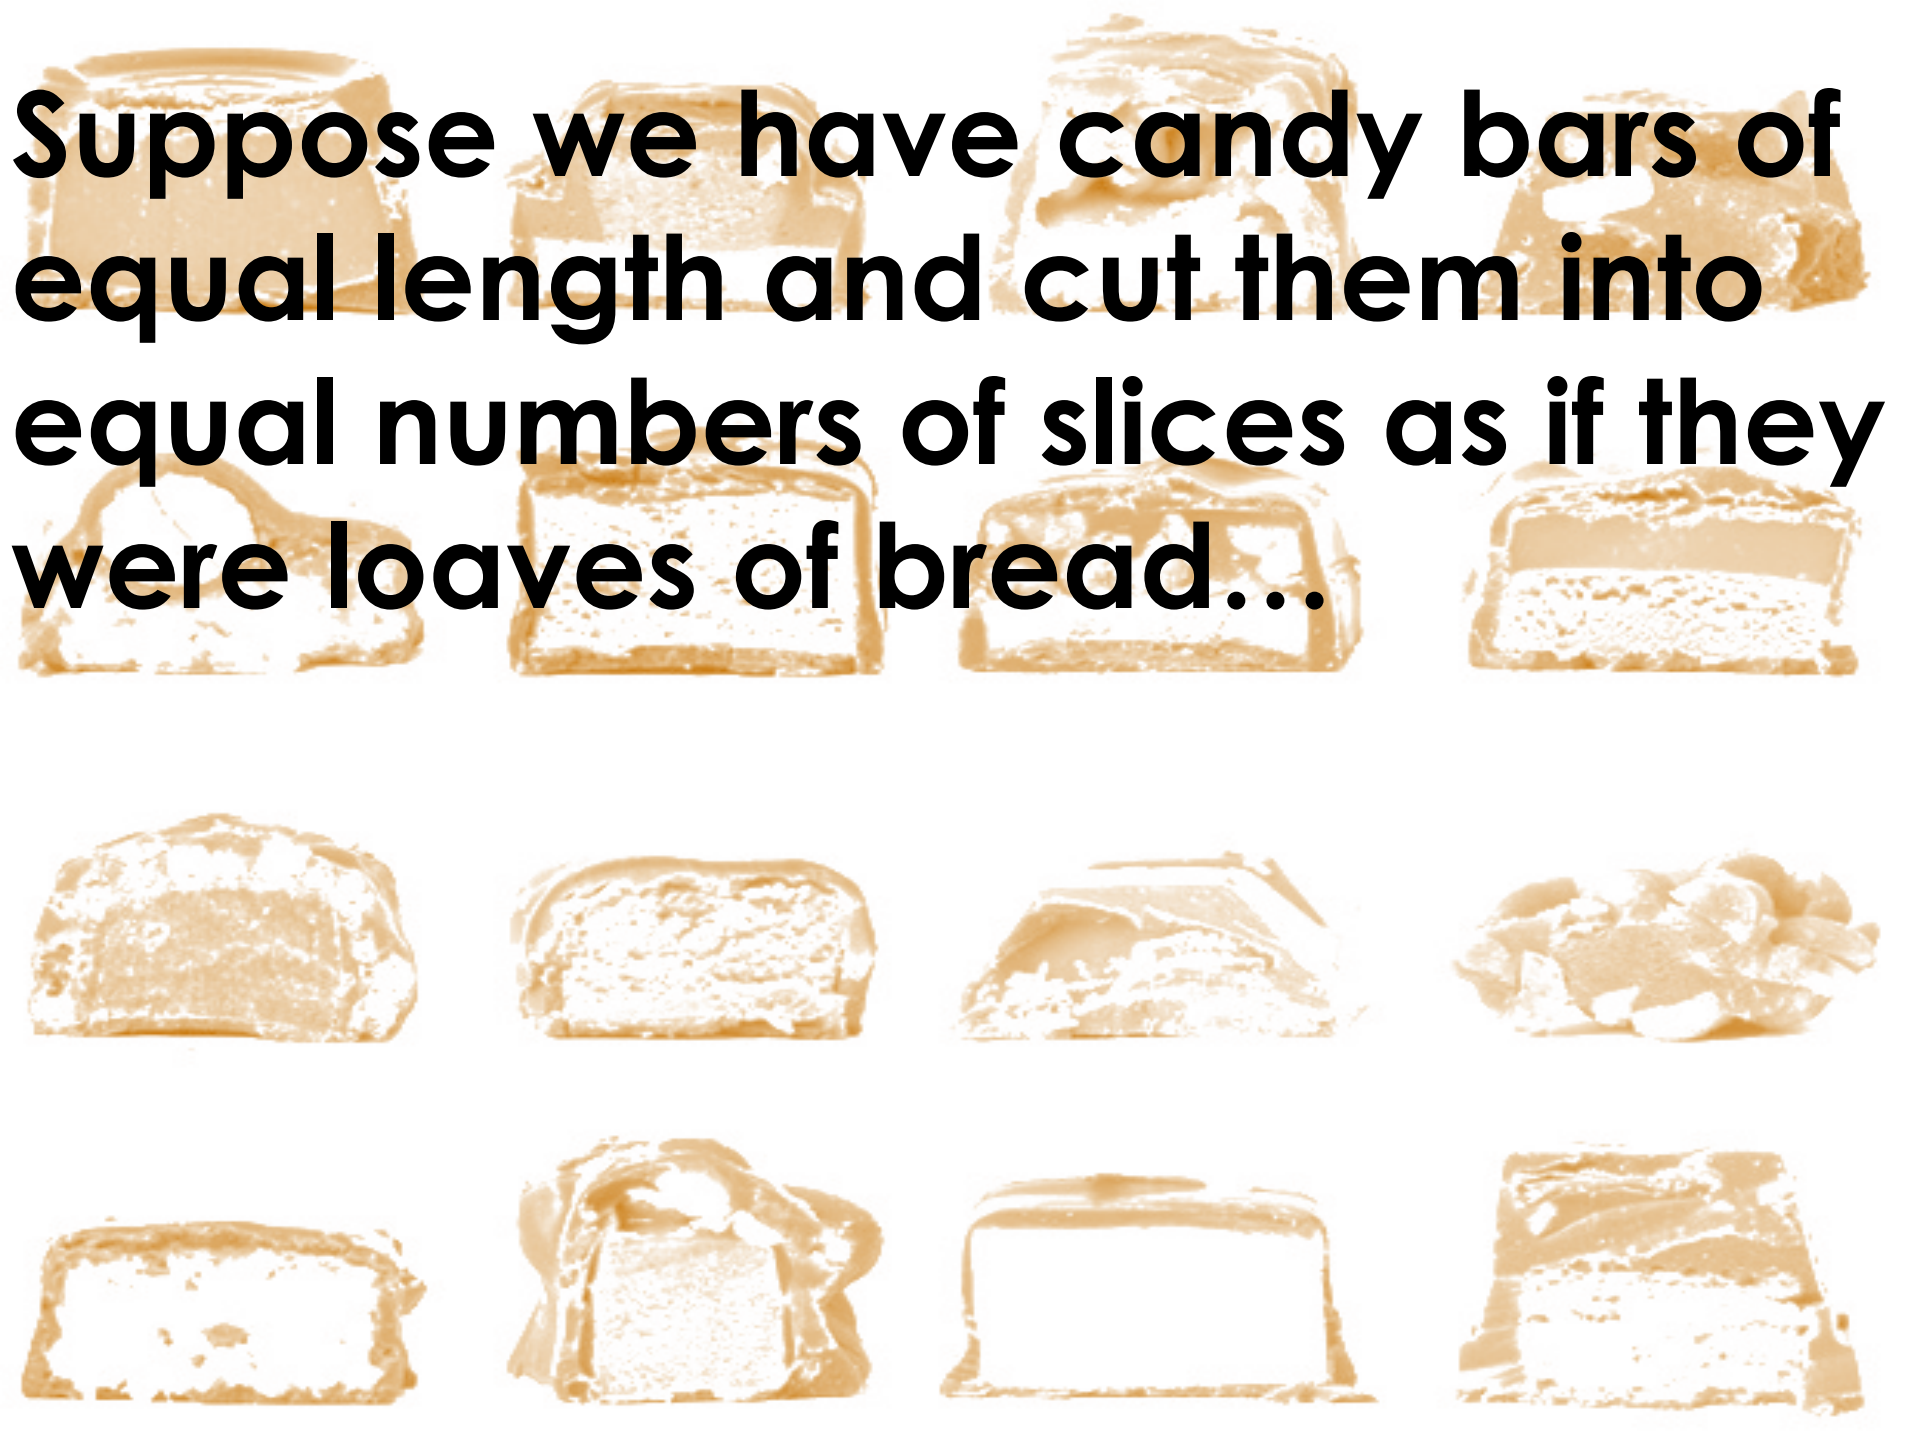 Suppose we have candy bars of
equal length and cut them into
equal numbers of slices as if they
were loaves of bread…